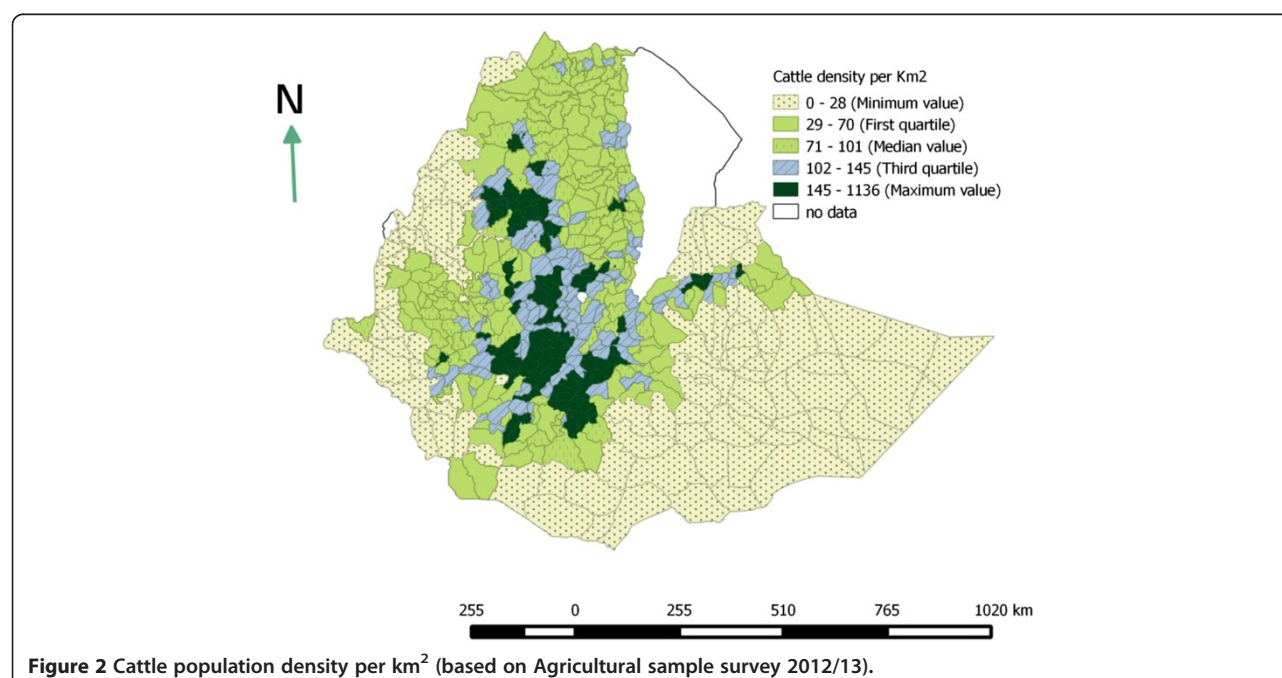 N
Cattle density per Km2
0 - 28 (Minimum value)
29 - 70 (First quartile)
71 - 101 (Median value)
102 - 145 (Third quartile)
145 - 1136 (Maximum value)
no data
255 0 255 510 765 1020 km
Figure 2 Cattle population density per km² (based on Agricultural sample survey 2012/13).